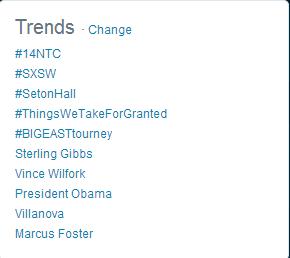 Trends · Change
#14NTC
#SXSW
#SetonHall
#ThingsWeTakeForGranted
#BIGEASTtourney
Sterling Gibbs
Vince Wilfork
President Obama
Villanova
Marcus Foster